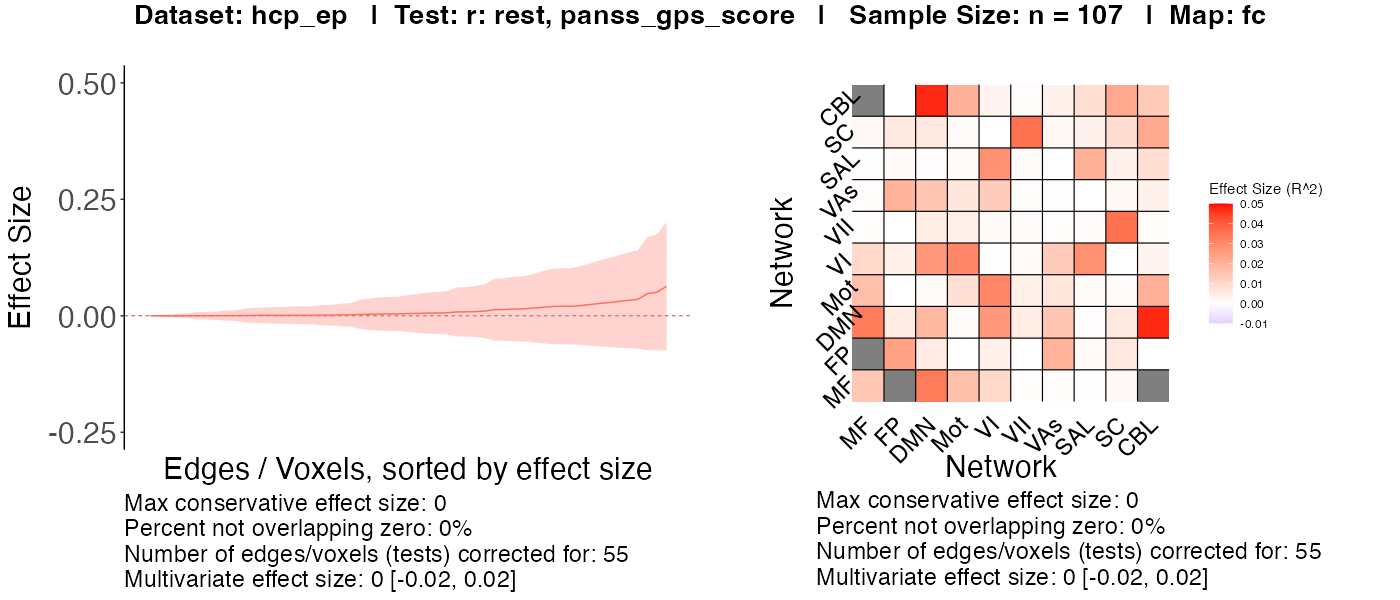 Dataset: hcp_ep | Test: r: rest, panss_gps_score | Sample Size: n = 107 | Map: fc
0.50
0.25
0.00
-0.25
Effect Size
Edges / Voxels, sorted by effect size
Max conservative effect size: 0
Percent not overlapping zero: 0%
Number of edges/voxels (tests) corrected for: 55
Multivariate effect size: 0 [-0.02, 0.02]
Network
CBL
SC
SAL
VAs
VII
VI
Mot
DMN
FP
MF
MF
FP
DMN
Mot
VI
VII
VAs
SAL
SC
CBL
Network
Effect Size (R^2)
0.05
0.04
0.03
0.02
0.01
0.00
-0.01
Max conservative effect size: 0
Percent not overlapping zero: 0%
Number of edges/voxels (tests) corrected for: 55
Multivariate effect size: 0 [-0.02, 0.02]